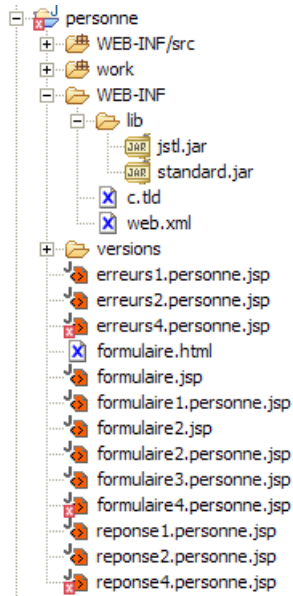 personne
WEB-INF/src
work
WEB-INF
lib
JAR jstl.jar
JAR standard.jar
c.tld
web.xml
versions
erreurs1.personne.jsp
erreurs2.personne.jsp
erreurs4.personne.jsp
formulaire.html
formulaire.jsp
formulaire1.personne.jsp
formulaire2.jsp
formulaire2.personne.jsp
formulaire3.personne.jsp
formulaire4.personne.jsp
reponse1.personne.jsp
reponse2.personne.jsp
reponse4.personne.jsp